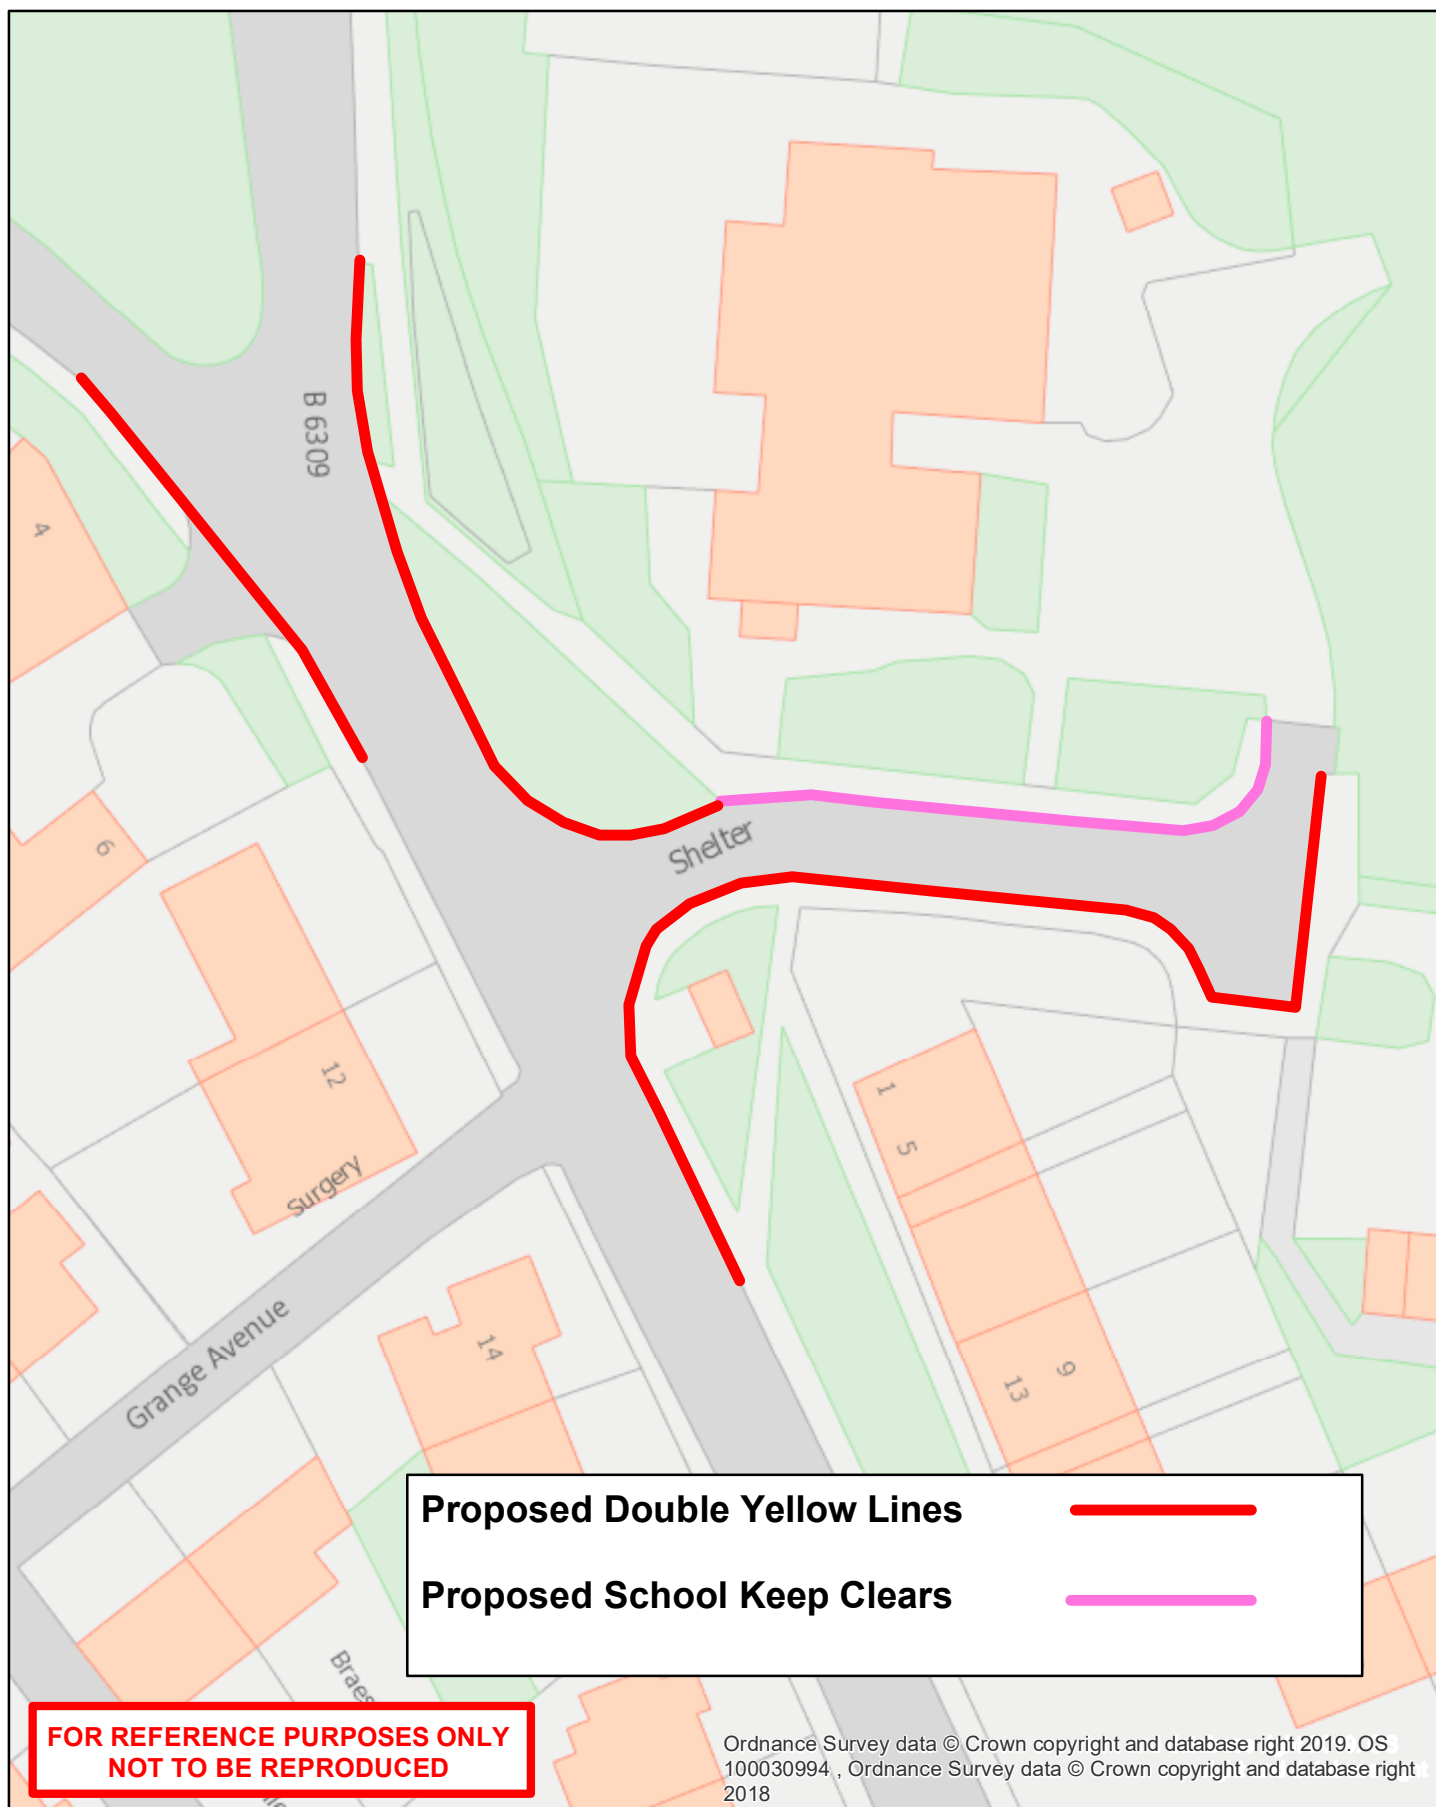 B 6309
4
Shelter
6
12
1
5
Surgery
Grange Avenue
14
9
13
Proposed Double Yellow Lines
Proposed School Keep Clears
FOR REFERENCE PURPOSES ONLY
NOT TO BE REPRODUCED
Ordnance Survey data © Crown copyright and database right 2019. OS
100030994 , Ordnance Survey data © Crown copyright and database right
2018